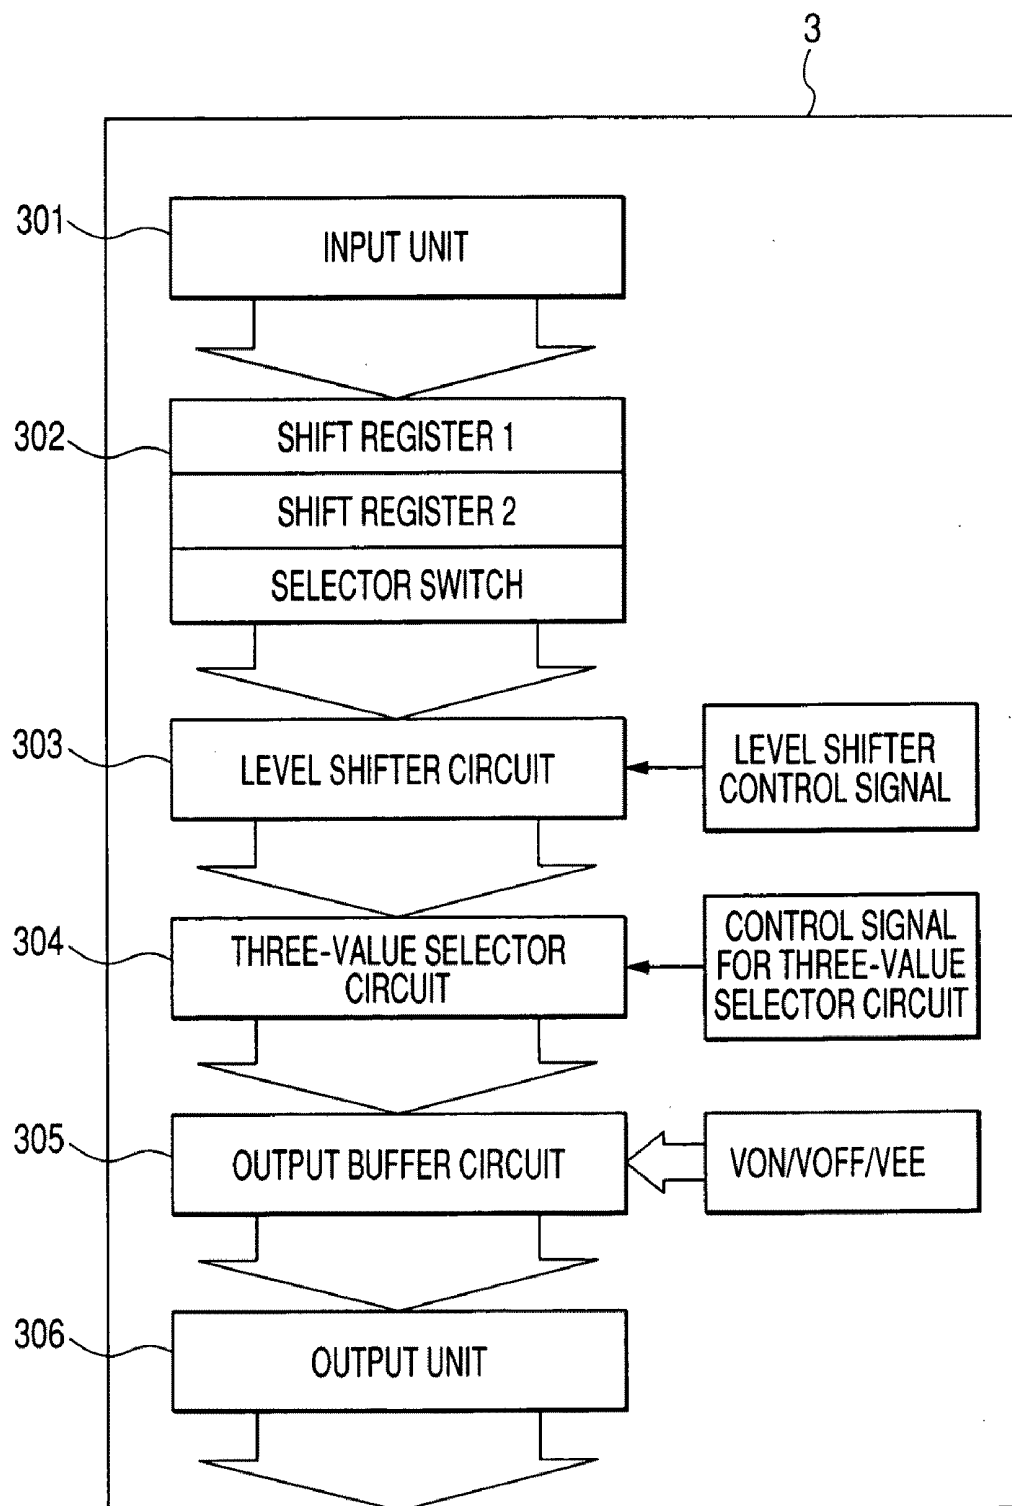 3
301
INPUT UNIT
302
SHIFT REGISTER 1
SHIFT REGISTER 2
SELECTOR SWITCH
303
LEVEL SHIFTER CIRCUIT
LEVEL SHIFTER
CONTROL SIGNAL
304
THREE-VALUE SELECTOR
CIRCUIT
CONTROL SIGNAL
FOR THREE-VALUE
SELECTOR CIRCUIT
305
OUTPUT BUFFER CIRCUIT
VON/VOFF/VEE
306
OUTPUT UNIT